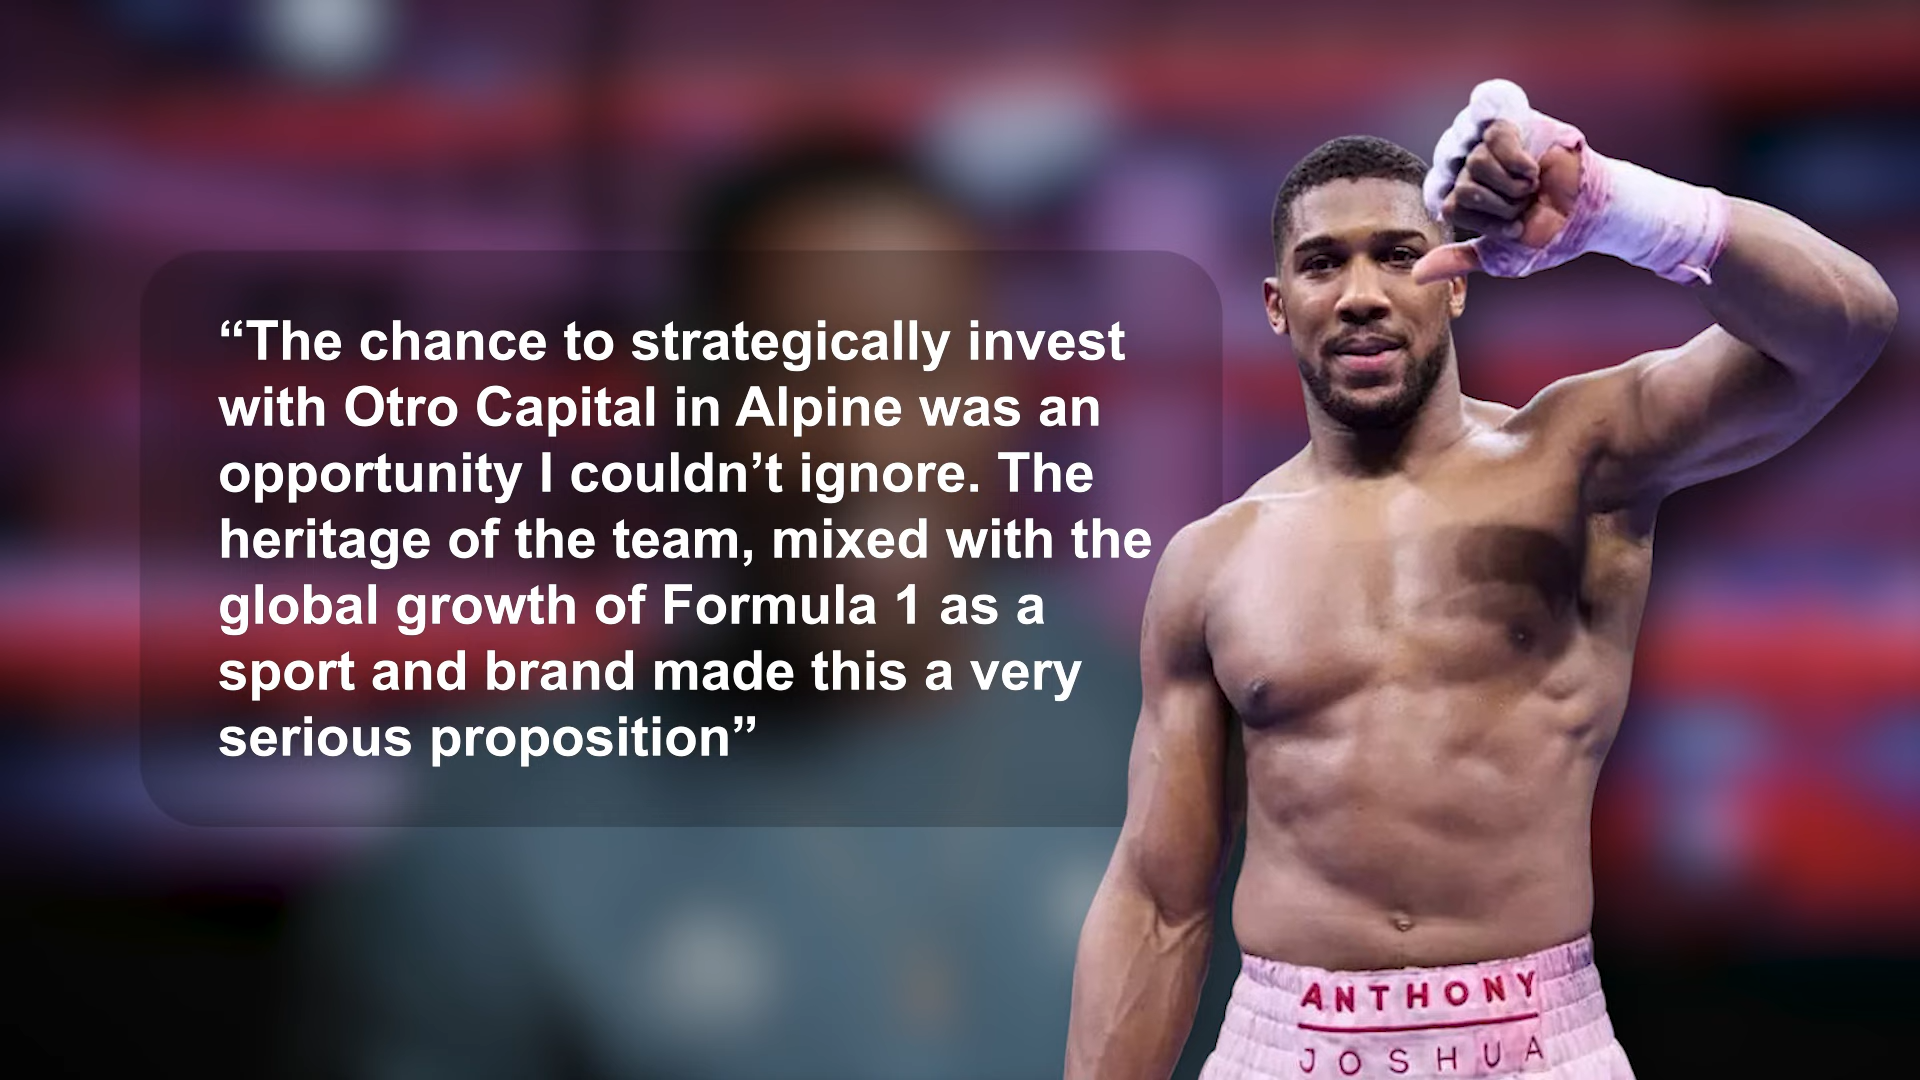 “The chance to strategically invest
with Otro Capital in Alpine was an
opportunity I couldn’t ignore. The
heritage of the team, mixed with the
global growth of Formula 1 as a
sport and brand made this a very
serious proposition”
ANTHONY
JOSHUA